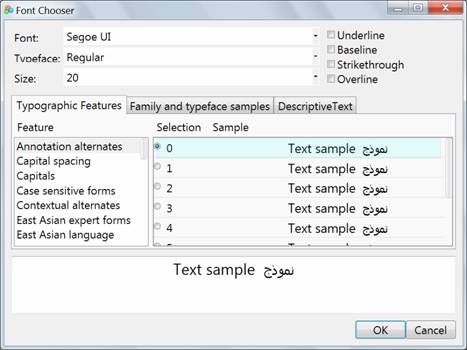 Font Chooser
Font: Segoe UI
Underline
Baseline
Typeface: Regular
Strikethrough
Size: 20
Overline
Typographic Features Family and typeface samples DescriptiveText
Feature Selection Sample
Annotation alternates 0 Text sample نموذج
Capital spacing 1 Text sample نموذج
Capitals 2 Text sample نموذج
Case sensitive forms 3 Text sample نموذج
Contextual alternates 4 Text sample نموذج
East Asian expert forms
East Asian language
Text sample نموذج
OK Cancel